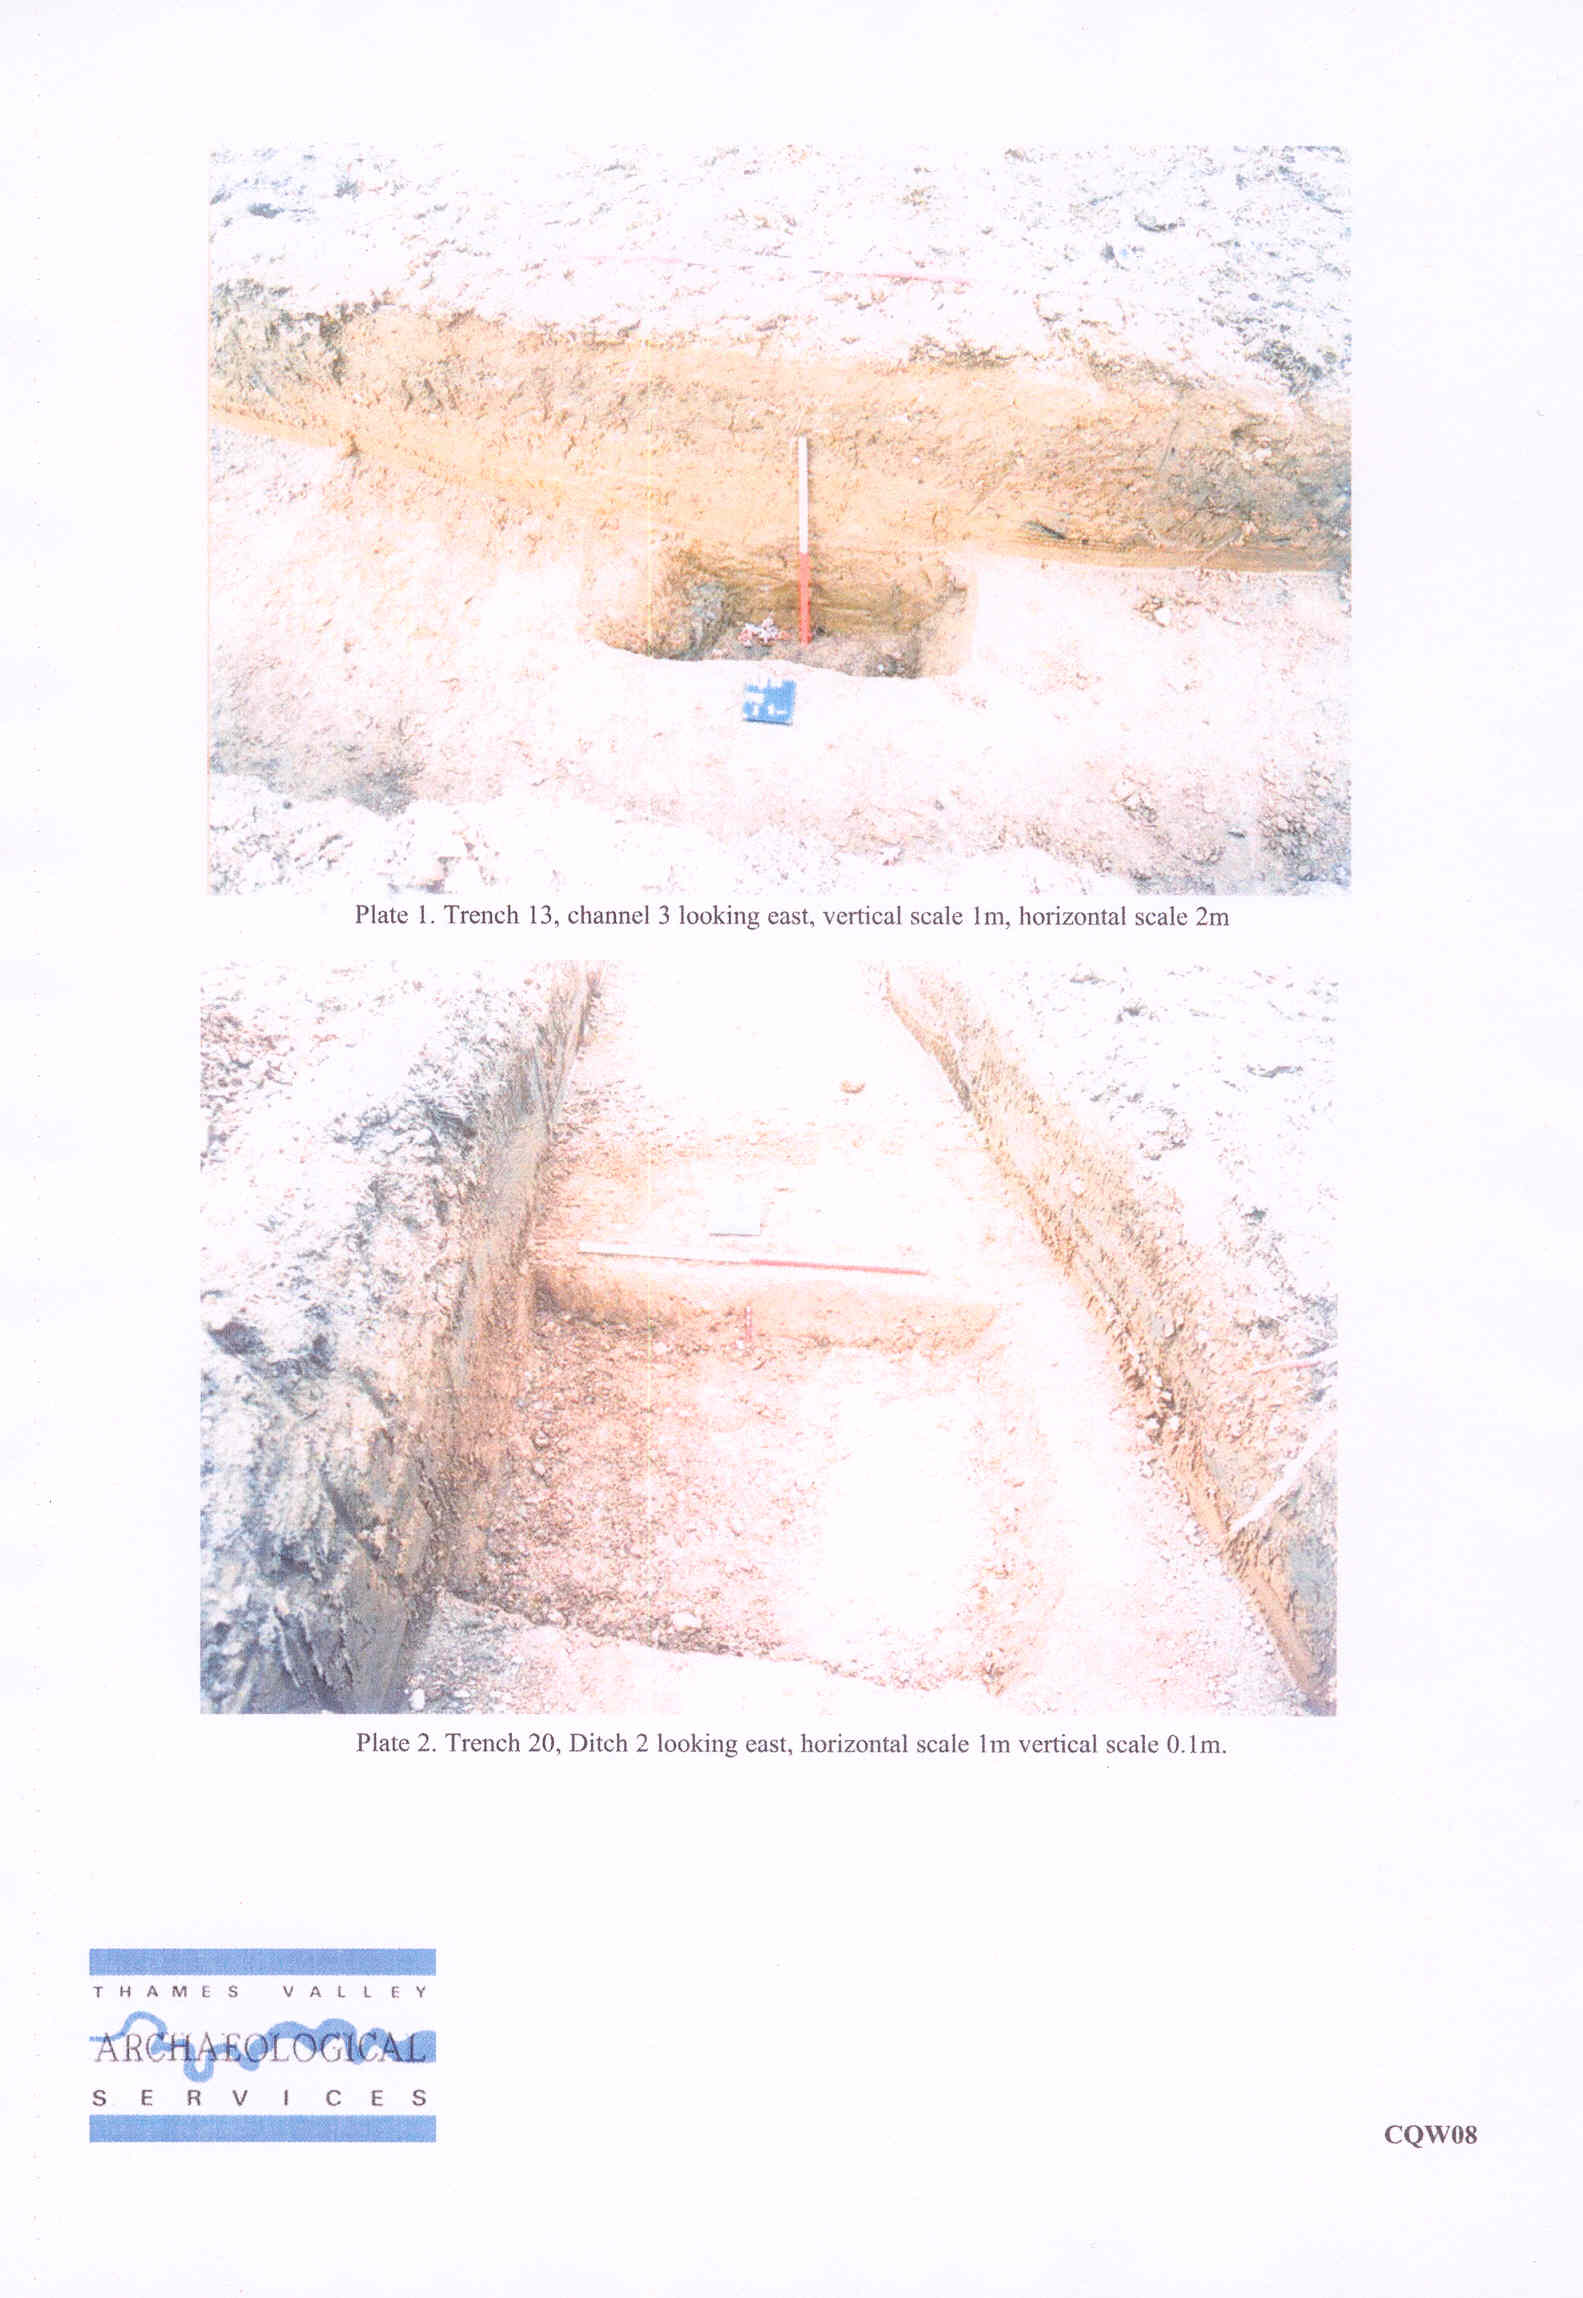 Plate 1. Trench 13, channel 3 looking east, vertical scale 1m, horizontal scale 2m
Plate 2. Trench 20, Ditch 2 looking east, horizontal scale 1m vertical scale 0.1m.
THAMES VALLEY
ARCHAEOLOGICAL
SERVICES
CQW08